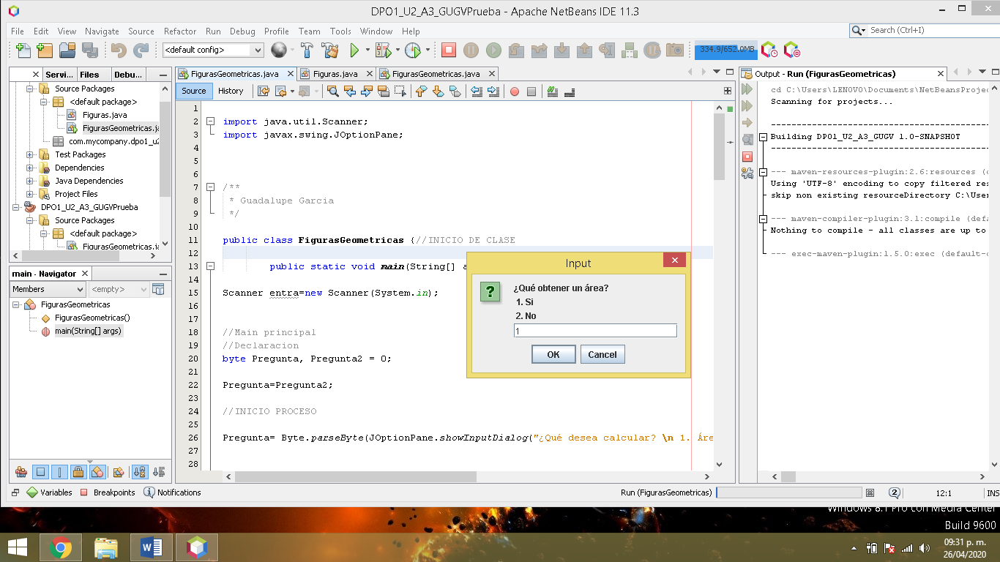 DPO1_U2_A3_GUGVPrueba - Apache NetBeans IDE 11.3
File Edit View Navigate Source Refactor Run Debug Profile Team Tools Window Help
Search (Ctrl+I)
<default config>
334.9/652.0MB
Servi... Files Debu...
Source Packages
<default package>
Figuras.java
FigurasGeometricas.ja
com.mycompany.dpo1_u2
Test Packages
Dependencies
Java Dependencies
Project Files
DPO1_U2_A3_GUGVPrueba
Source Packages
<default package>
FigurasGeometricas.ja
main - Navigator
Members <empty>
FigurasGeometricas
FigurasGeometricas()
main(String[] args)
FigurasGeometricas.java Figuras.java FigurasGeometricas.java
Source History
1
2 import java.util.Scanner;
3 import javax.swing.JOptionPane;
4
5
6
7 /**
8 * Guadalupe Garcia
9 */
10
11 public class FigurasGeometricas {//INICIO DE CLASE
12
13 public static void main(String[] a
14
15 Scanner entra=new Scanner(System.in);
16
17
18 //Main principal
19 //Declaracion
20 byte Pregunta, Pregunta2 = 0;
21
22 Pregunta=Pregunta2;
23
24 //INICIO PROCESO
25
26 Pregunta= Byte.parseByte(JOptionPane.showInputDialog("¿Qué desea calcular? \n 1. Áre
27
28
Input
?
¿Qué obtener un área?
1. Si
2. No
1
OK Cancel
Output - Run (FigurasGeometricas)
cd C:\Users\LENOVO\Documents\NetBeansProjec
Scanning for projects...
------------------------------------------
Building DPO1_U2_A3_GUGV 1.0-SNAPSHOT
------------------------------------------
--- maven-resources-plugin:2.6:resources (d
Using 'UTF-8' encoding to copy filtered res
skip non existing resourceDirectory C:\User
--- maven-compiler-plugin:3.1:compile (defa
Nothing to compile - all classes are up to
--- exec-maven-plugin:1.5.0:exec (default-c
Variables Breakpoints Notifications
Run (FigurasGeometricas) 2 12:1 INS
Windows 8.1 Pro con Media Center
Build 9600
09:31 p. m.
26/04/2020